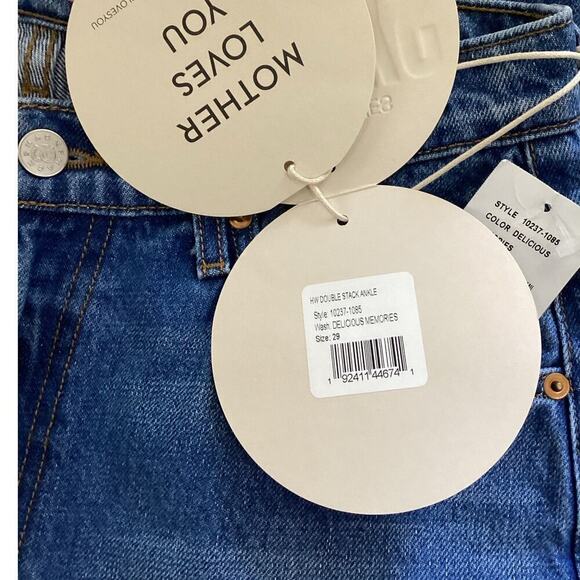 LOVESYOU
MOTHER
LOVES
YOU
HW DOUBLE STACK ANKLE
Style: 10237-1085
Wash: DELICIOUS MEMORIES
Size: 29
1 92411 44674 1
STYLE 10237-1085
COLOR DELICIOUS